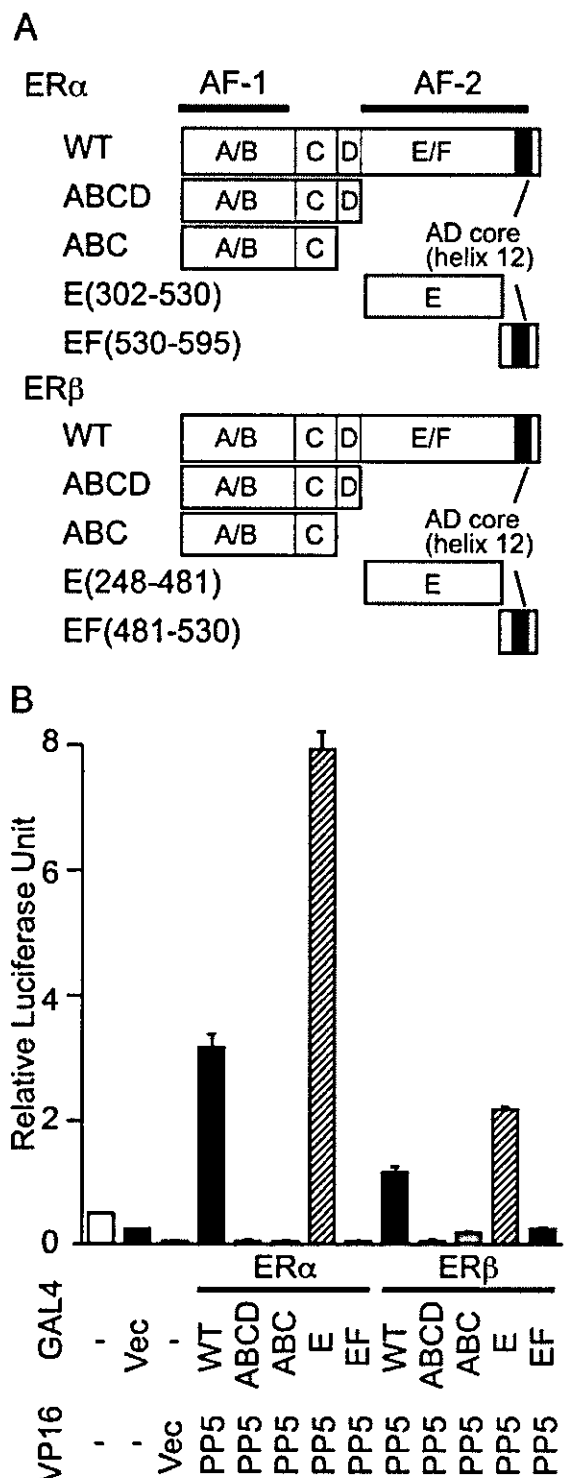 A
ERα AF-1 AF-2
WT A/B C D E/F
ABCD A/B C D
ABC A/B C
AD core
(helix 12)
E(302-530) E
EF(530-595)
ERβ
WT A/B C D E/F
ABCD A/B C D
ABC A/B C
AD core
(helix 12)
E(248-481) E
EF(481-530)
B
Relative Luciferase Unit
8
6
4
2
0
ERα ERβ
GAL4 - Vec - WT ABCD ABC E EF WT ABCD ABC E EF
VP16 - - Vec PP5 PP5 PP5 PP5 PP5 PP5 PP5 PP5 PP5 PP5